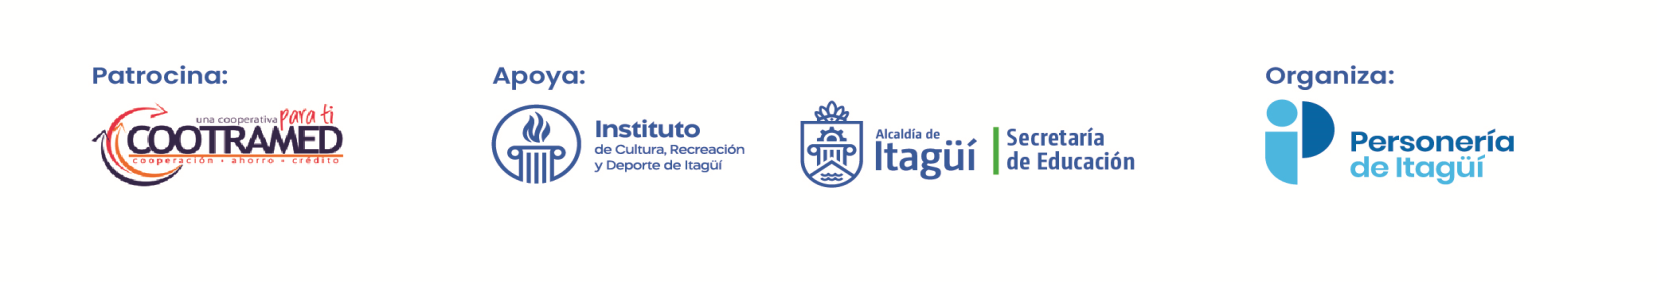 Patrocina:
una cooperativa para ti
COOTRAMED
cooperación • ahorro • crédito
Apoya:
Instituto
de Cultura, Recreación
y Deporte de Itagüí
Alcaldía de
Itagüí
Secretaría
de Educación
Organiza:
Personería
de Itagüí